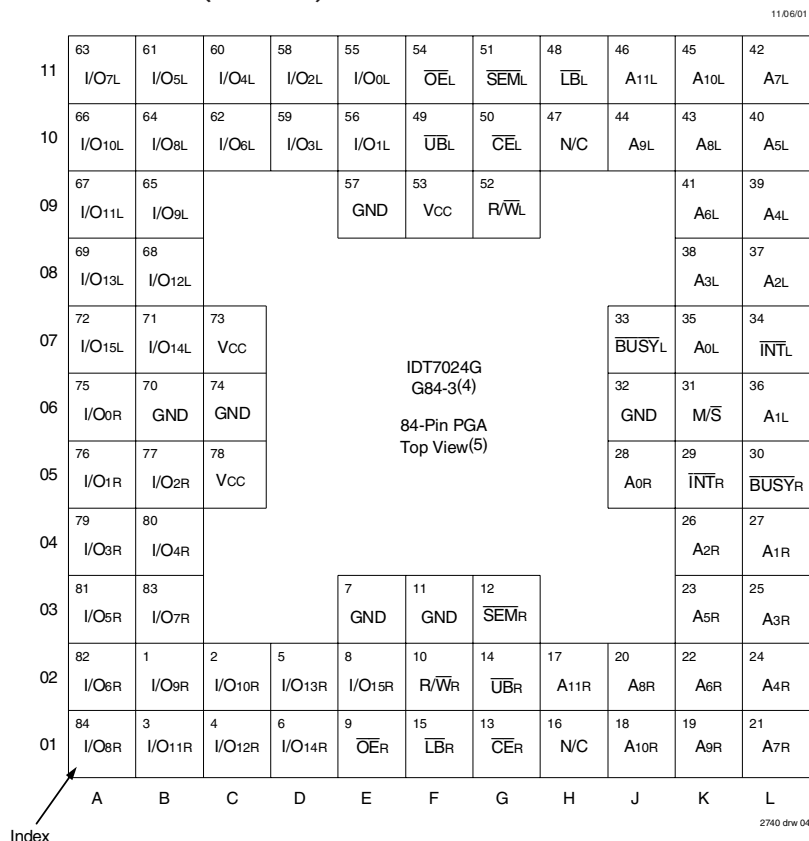 11/06/01
63 61 60 58 55 54 51 48 46 45 42
11 I/O7L I/O5L I/O4L I/O2L I/O0L OEL SEML LBL A11L A10L A7L
66 64 62 59 56 49 50 47 44 43 40
10 I/O10L I/O8L I/O6L I/O3L I/O1L UBL CEL N/C A9L A8L A5L
67 65 57 53 52 41 39
09 I/O11L I/O9L GND VCC R/WL A6L A4L
69 68 38 37
08 I/O13L I/O12L A3L A2L
72 71 73 33 35 34
07 I/O15L I/O14L VCC BUSYL A0L INTL
IDT7024G
G84-3(4)
75 70 74 32 31 36
06 I/O0R GND GND GND M/S A1L
84-Pin PGA
Top View(5)
76 77 78 28 29 30
05 I/O1R I/O2R VCC A0R INTR BUSYR
79 80 26 27
04 I/O3R I/O4R A2R A1R
81 83 7 11 12 23 25
03 I/O5R I/O7R GND GND SEMR A5R A3R
82 1 2 5 8 10 14 17 20 22 24
02 I/O6R I/O9R I/O10R I/O13R I/O15R R/WR UBR A11R A8R A6R A4R
84 3 4 6 9 15 13 16 18 19 21
01 I/O8R I/O11R I/O12R I/O14R OER LBR CER N/C A10R A9R A7R
A B C D E F G H J K L
2740 drw 04
Index